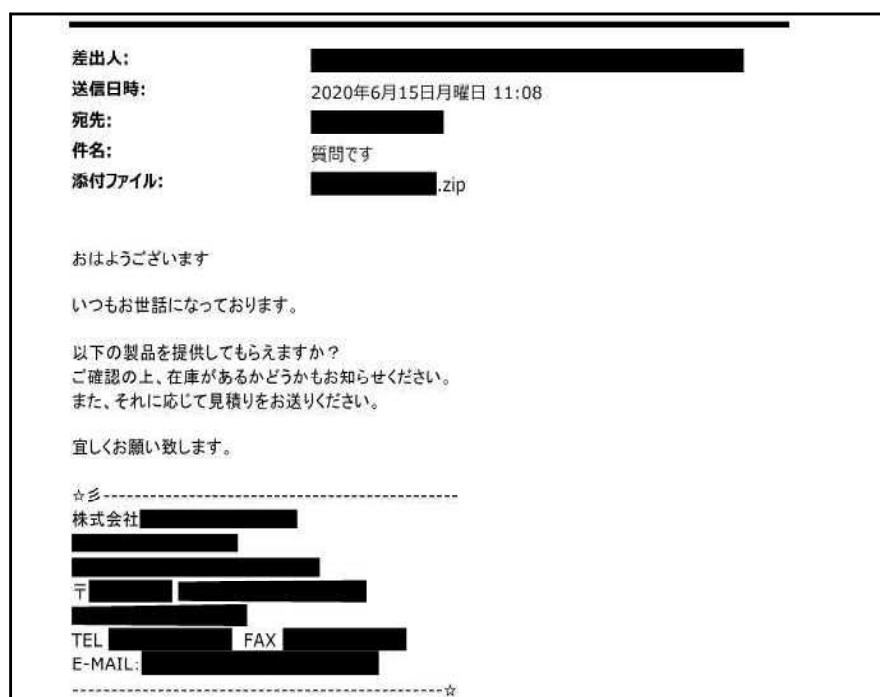 差出人:
送信日時: 2020年6月15日月曜日 11:08
宛先:
件名: 質問です
添付ファイル: .zip
おはようございます
いつもお世話になっております。
以下の製品を提供してもらえますか？
ご確認の上、在庫があるかどうかもお知らせください。
また、それに応じて見積りをお送りください。
宜しくお願い致します。
☆彡----------------------------------------------
株式会社
〒
TEL FAX
E-MAIL:
------------------------------------------------☆